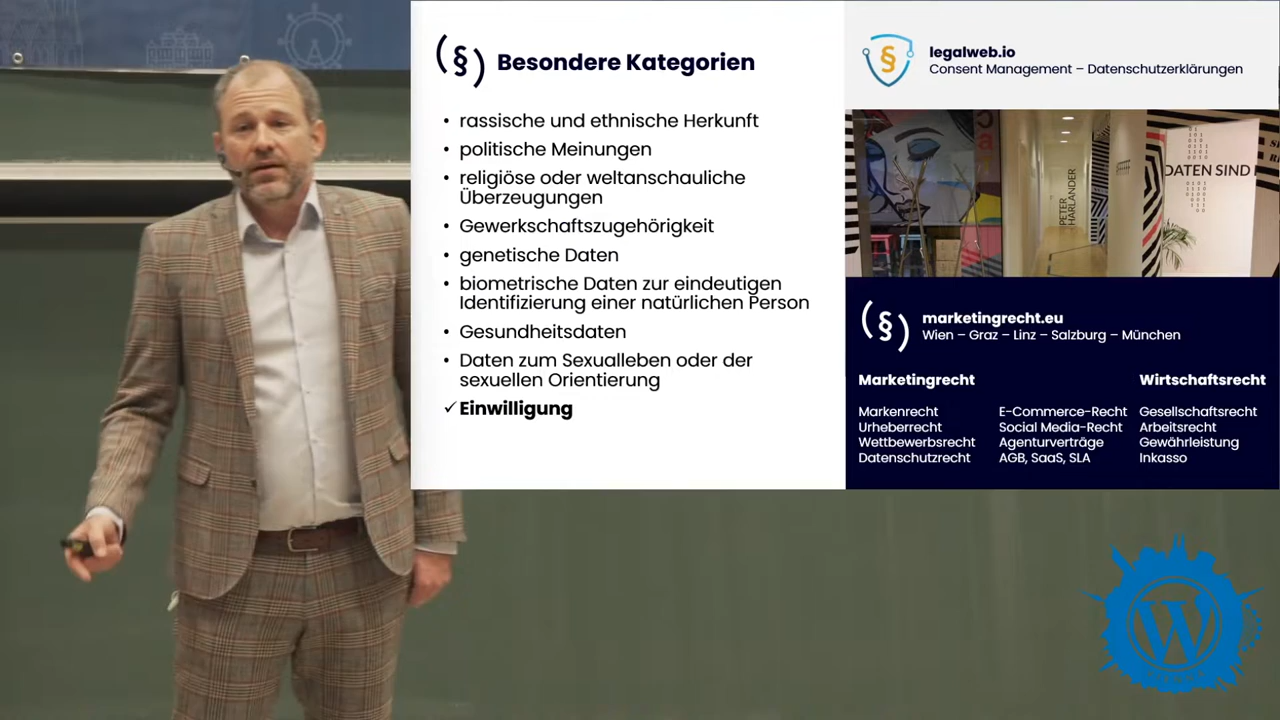 (§) Besondere Kategorien
• rassische und ethnische Herkunft
• politische Meinungen
• religiöse oder weltanschauliche
Überzeugungen
• Gewerkschaftszugehörigkeit
• genetische Daten
• biometrische Daten zur eindeutigen
Identifizierung einer natürlichen Person
• Gesundheitsdaten
• Daten zum Sexualleben oder der
sexuellen Orientierung
✓ Einwilligung
§
legalweb.io
Consent Management – Datenschutzerklärungen
PETER
HARLANDER
DATEN SIND
(§)
marketingrecht.eu
Wien – Graz – Linz – Salzburg – München
Marketingrecht
Markenrecht
Urheberrecht
Wettbewerbsrecht
Datenschutzrecht
E-Commerce-Recht
Social Media-Recht
Agenturverträge
AGB, SaaS, SLA
Wirtschaftsrecht
Gesellschaftsrecht
Arbeitsrecht
Gewährleistung
Inkasso
W